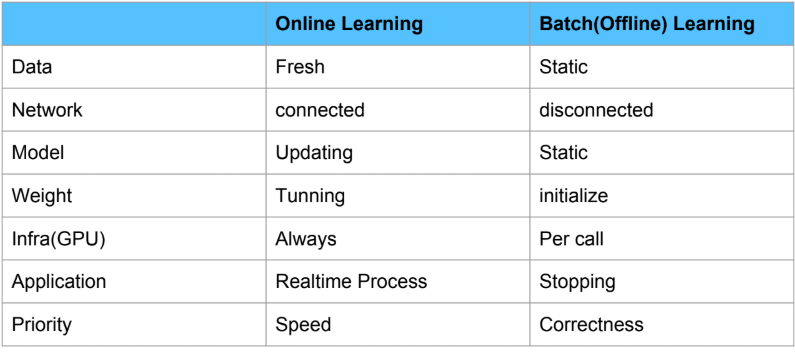 Online Learning Batch(Offline) Learning
Data Fresh Static
Network connected disconnected
Model Updating Static
Weight Tunning initialize
Infra(GPU) Always Per call
Application Realtime Process Stopping
Priority Speed Correctness